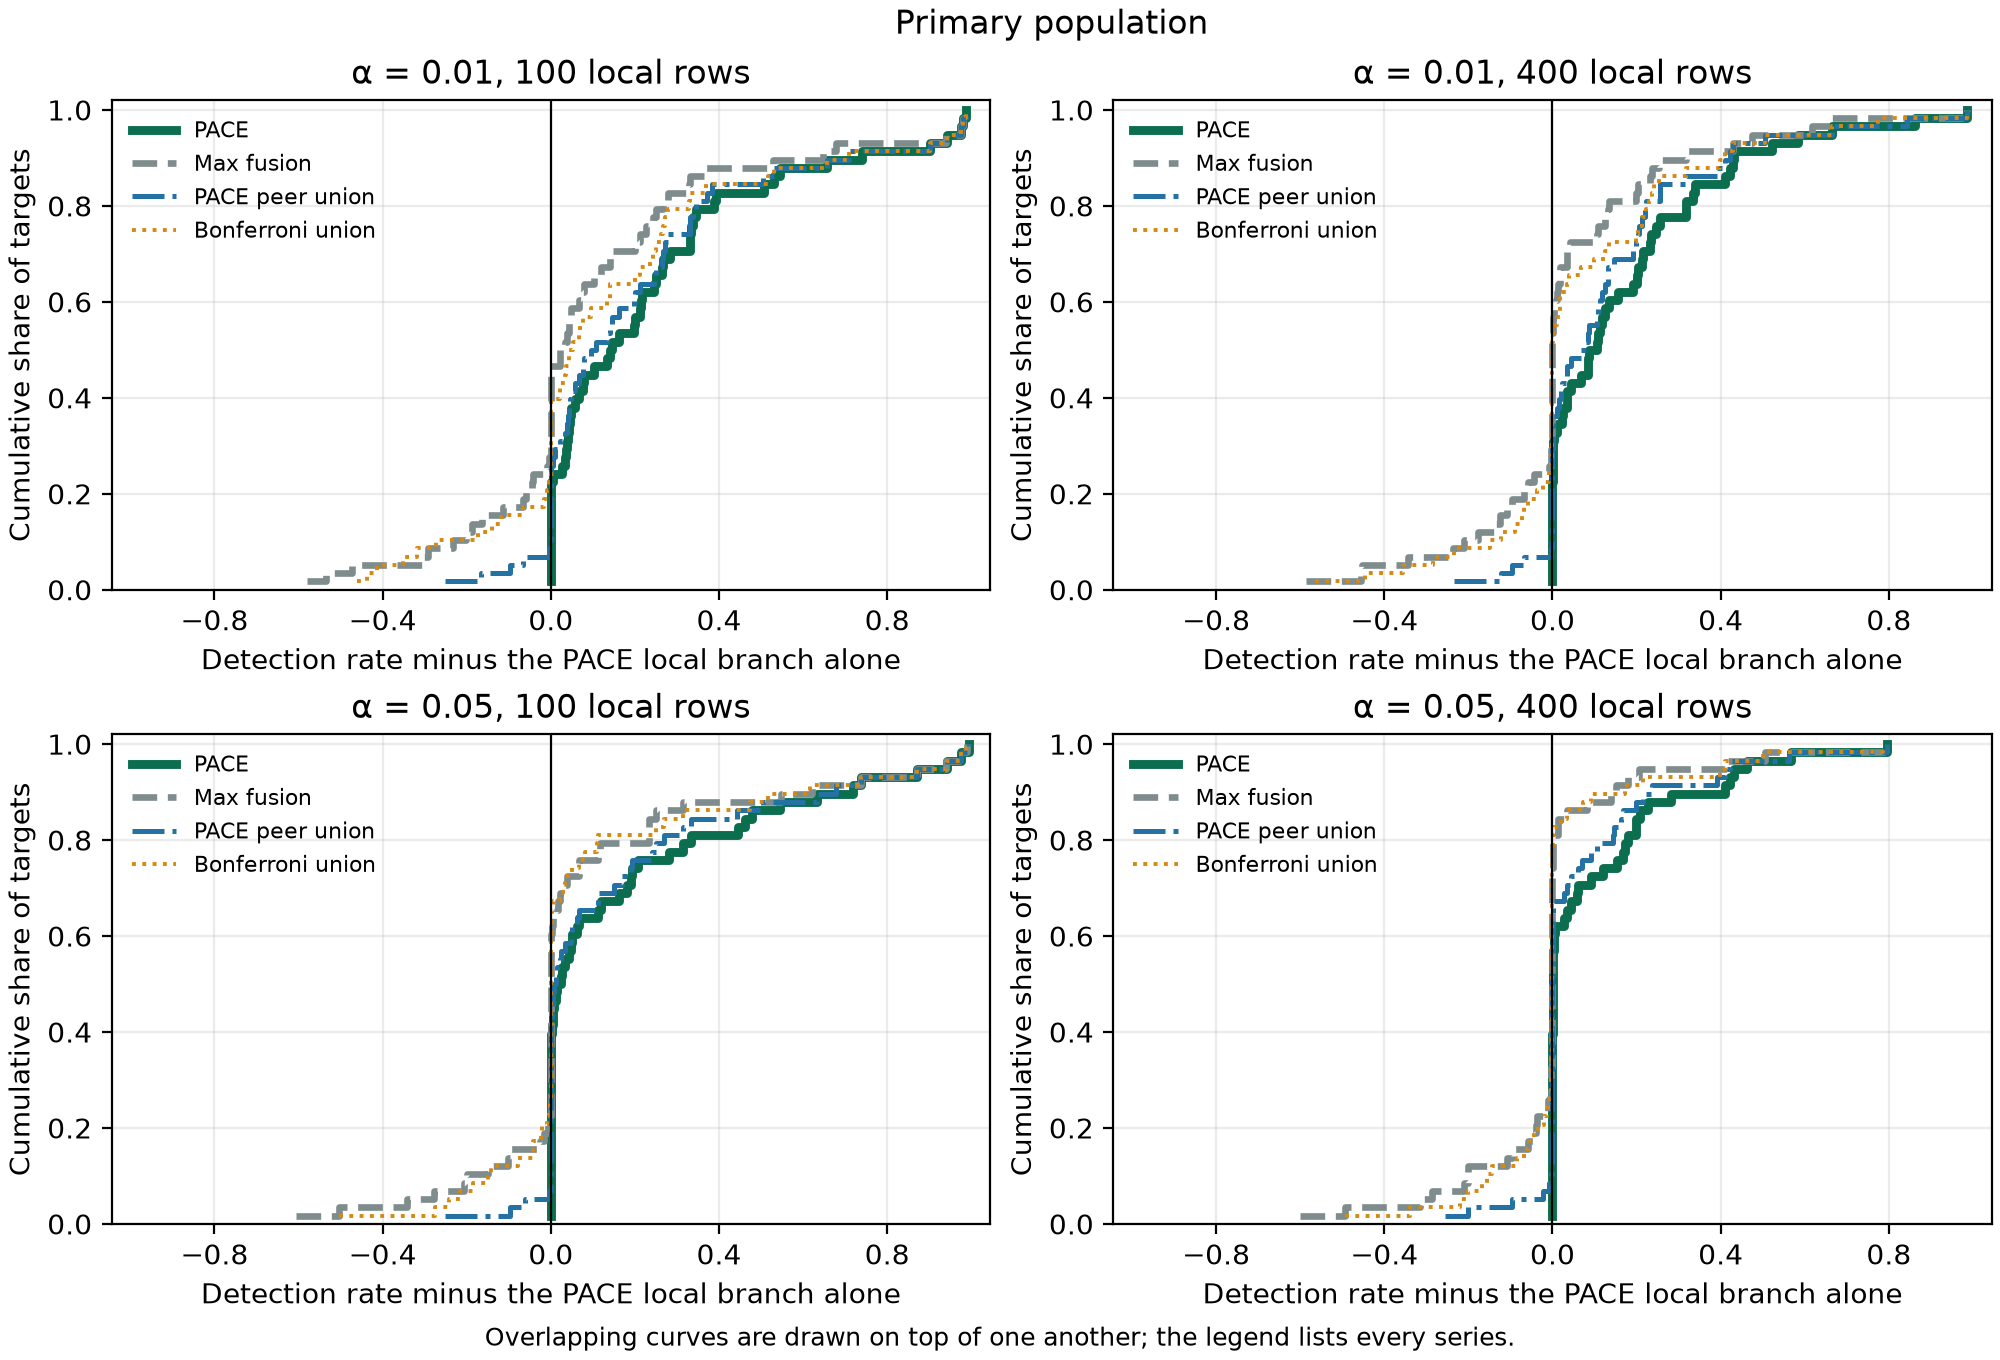 Primary population
α = 0.01, 100 local rows
1.0
0.8
0.6
0.4
0.2
0.0
Cumulative share of targets
PACE
Max fusion
PACE peer union
Bonferroni union
−0.8 −0.4 0.0 0.4 0.8
Detection rate minus the PACE local branch alone
α = 0.01, 400 local rows
1.0
0.8
0.6
0.4
0.2
0.0
Cumulative share of targets
PACE
Max fusion
PACE peer union
Bonferroni union
−0.8 −0.4 0.0 0.4 0.8
Detection rate minus the PACE local branch alone
α = 0.05, 100 local rows
1.0
0.8
0.6
0.4
0.2
0.0
Cumulative share of targets
PACE
Max fusion
PACE peer union
Bonferroni union
−0.8 −0.4 0.0 0.4 0.8
Detection rate minus the PACE local branch alone
α = 0.05, 400 local rows
1.0
0.8
0.6
0.4
0.2
0.0
Cumulative share of targets
PACE
Max fusion
PACE peer union
Bonferroni union
−0.8 −0.4 0.0 0.4 0.8
Detection rate minus the PACE local branch alone
Overlapping curves are drawn on top of one another; the legend lists every series.